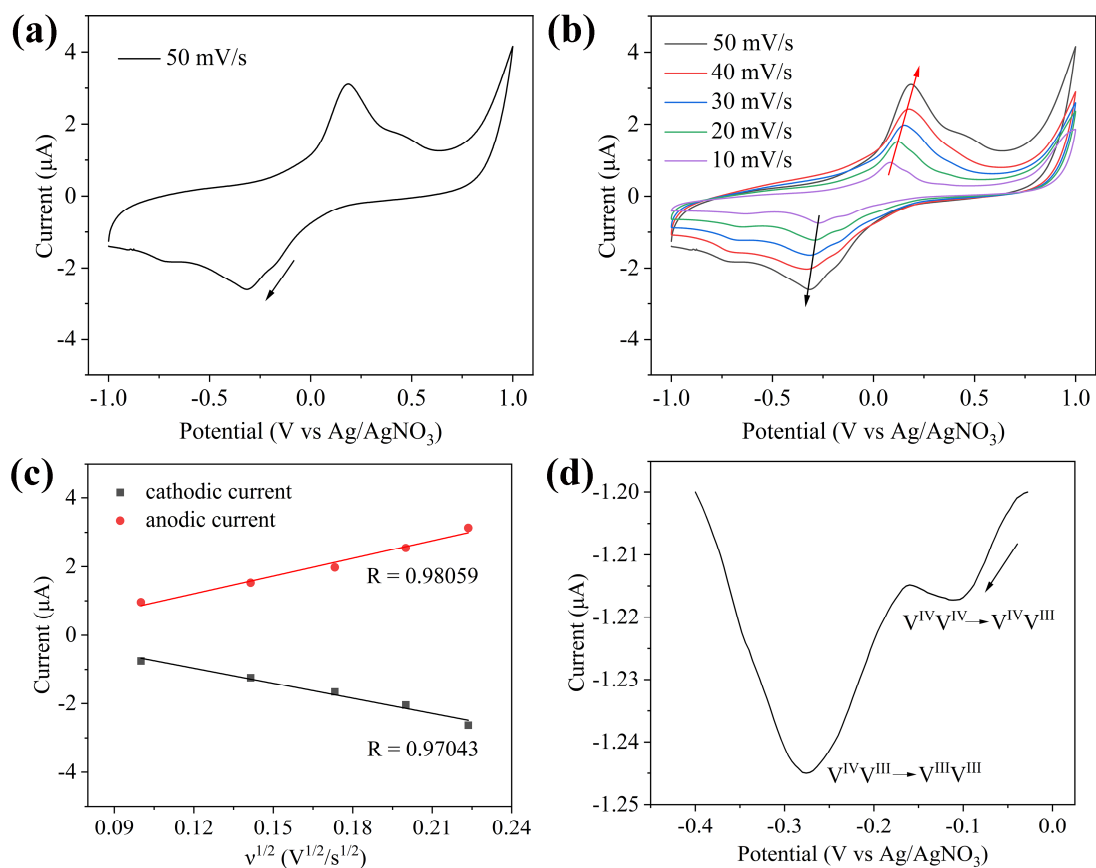 (a)
50 mV/s
Current (μA)
4
2
0
-2
-4
-1.0
-0.5
0.0
0.5
1.0
Potential (V vs Ag/AgNO₃)
(b)
50 mV/s
40 mV/s
30 mV/s
20 mV/s
10 mV/s
Current (μA)
4
2
0
-2
-4
-1.0
-0.5
0.0
0.5
1.0
Potential (V vs Ag/AgNO₃)
(c)
cathodic current
anodic current
R = 0.98059
R = 0.97043
Current (μA)
4
2
0
-2
-4
0.09
0.12
0.15
0.18
0.21
0.24
ν¹/² (V¹/²/s¹/²)
(d)
Current (μA)
-1.20
-1.21
-1.22
-1.23
-1.24
-1.25
VᴵⱽVᴵⱽ→VᴵⱽVᴵᴵᴵ
VᴵⱽVᴵᴵᴵ→VᴵᴵᴵVᴵᴵᴵ
-0.4
-0.3
-0.2
-0.1
0.0
Potential (V vs Ag/AgNO₃)